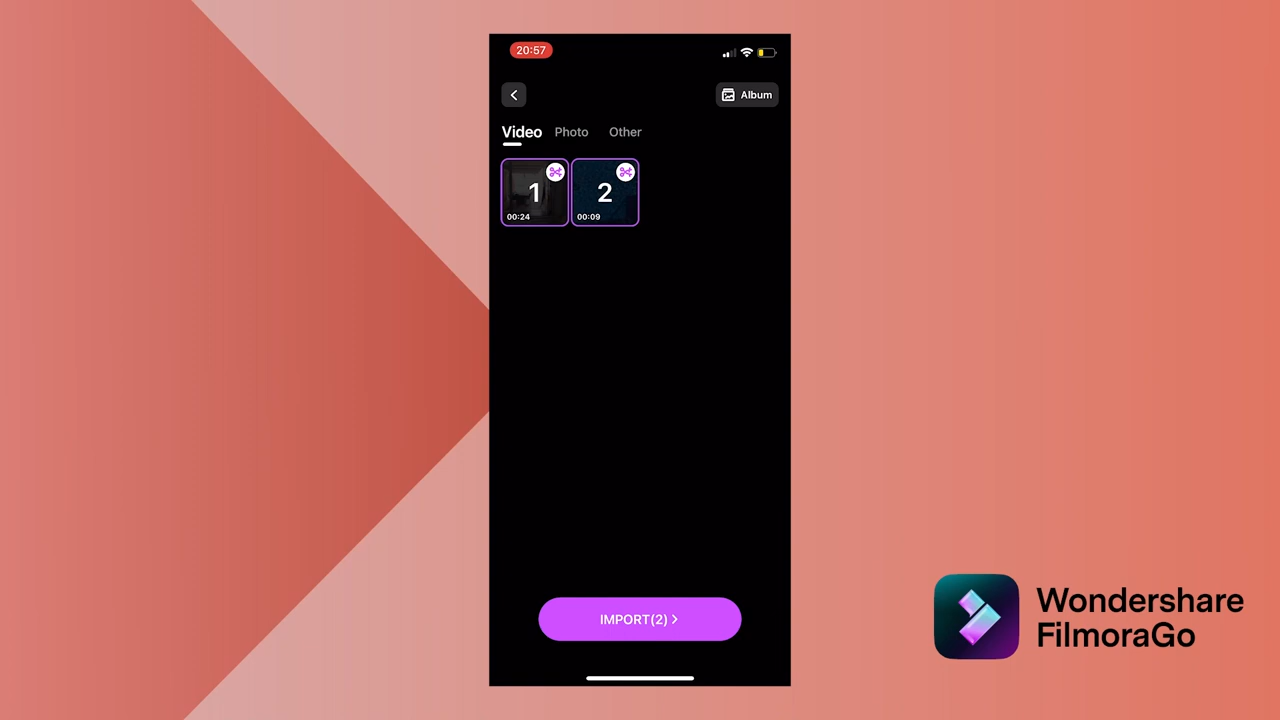 20:57
Album
Video Photo Other
1 2
00:24 00:09
IMPORT(2) >
Wondershare
FilmoraGo